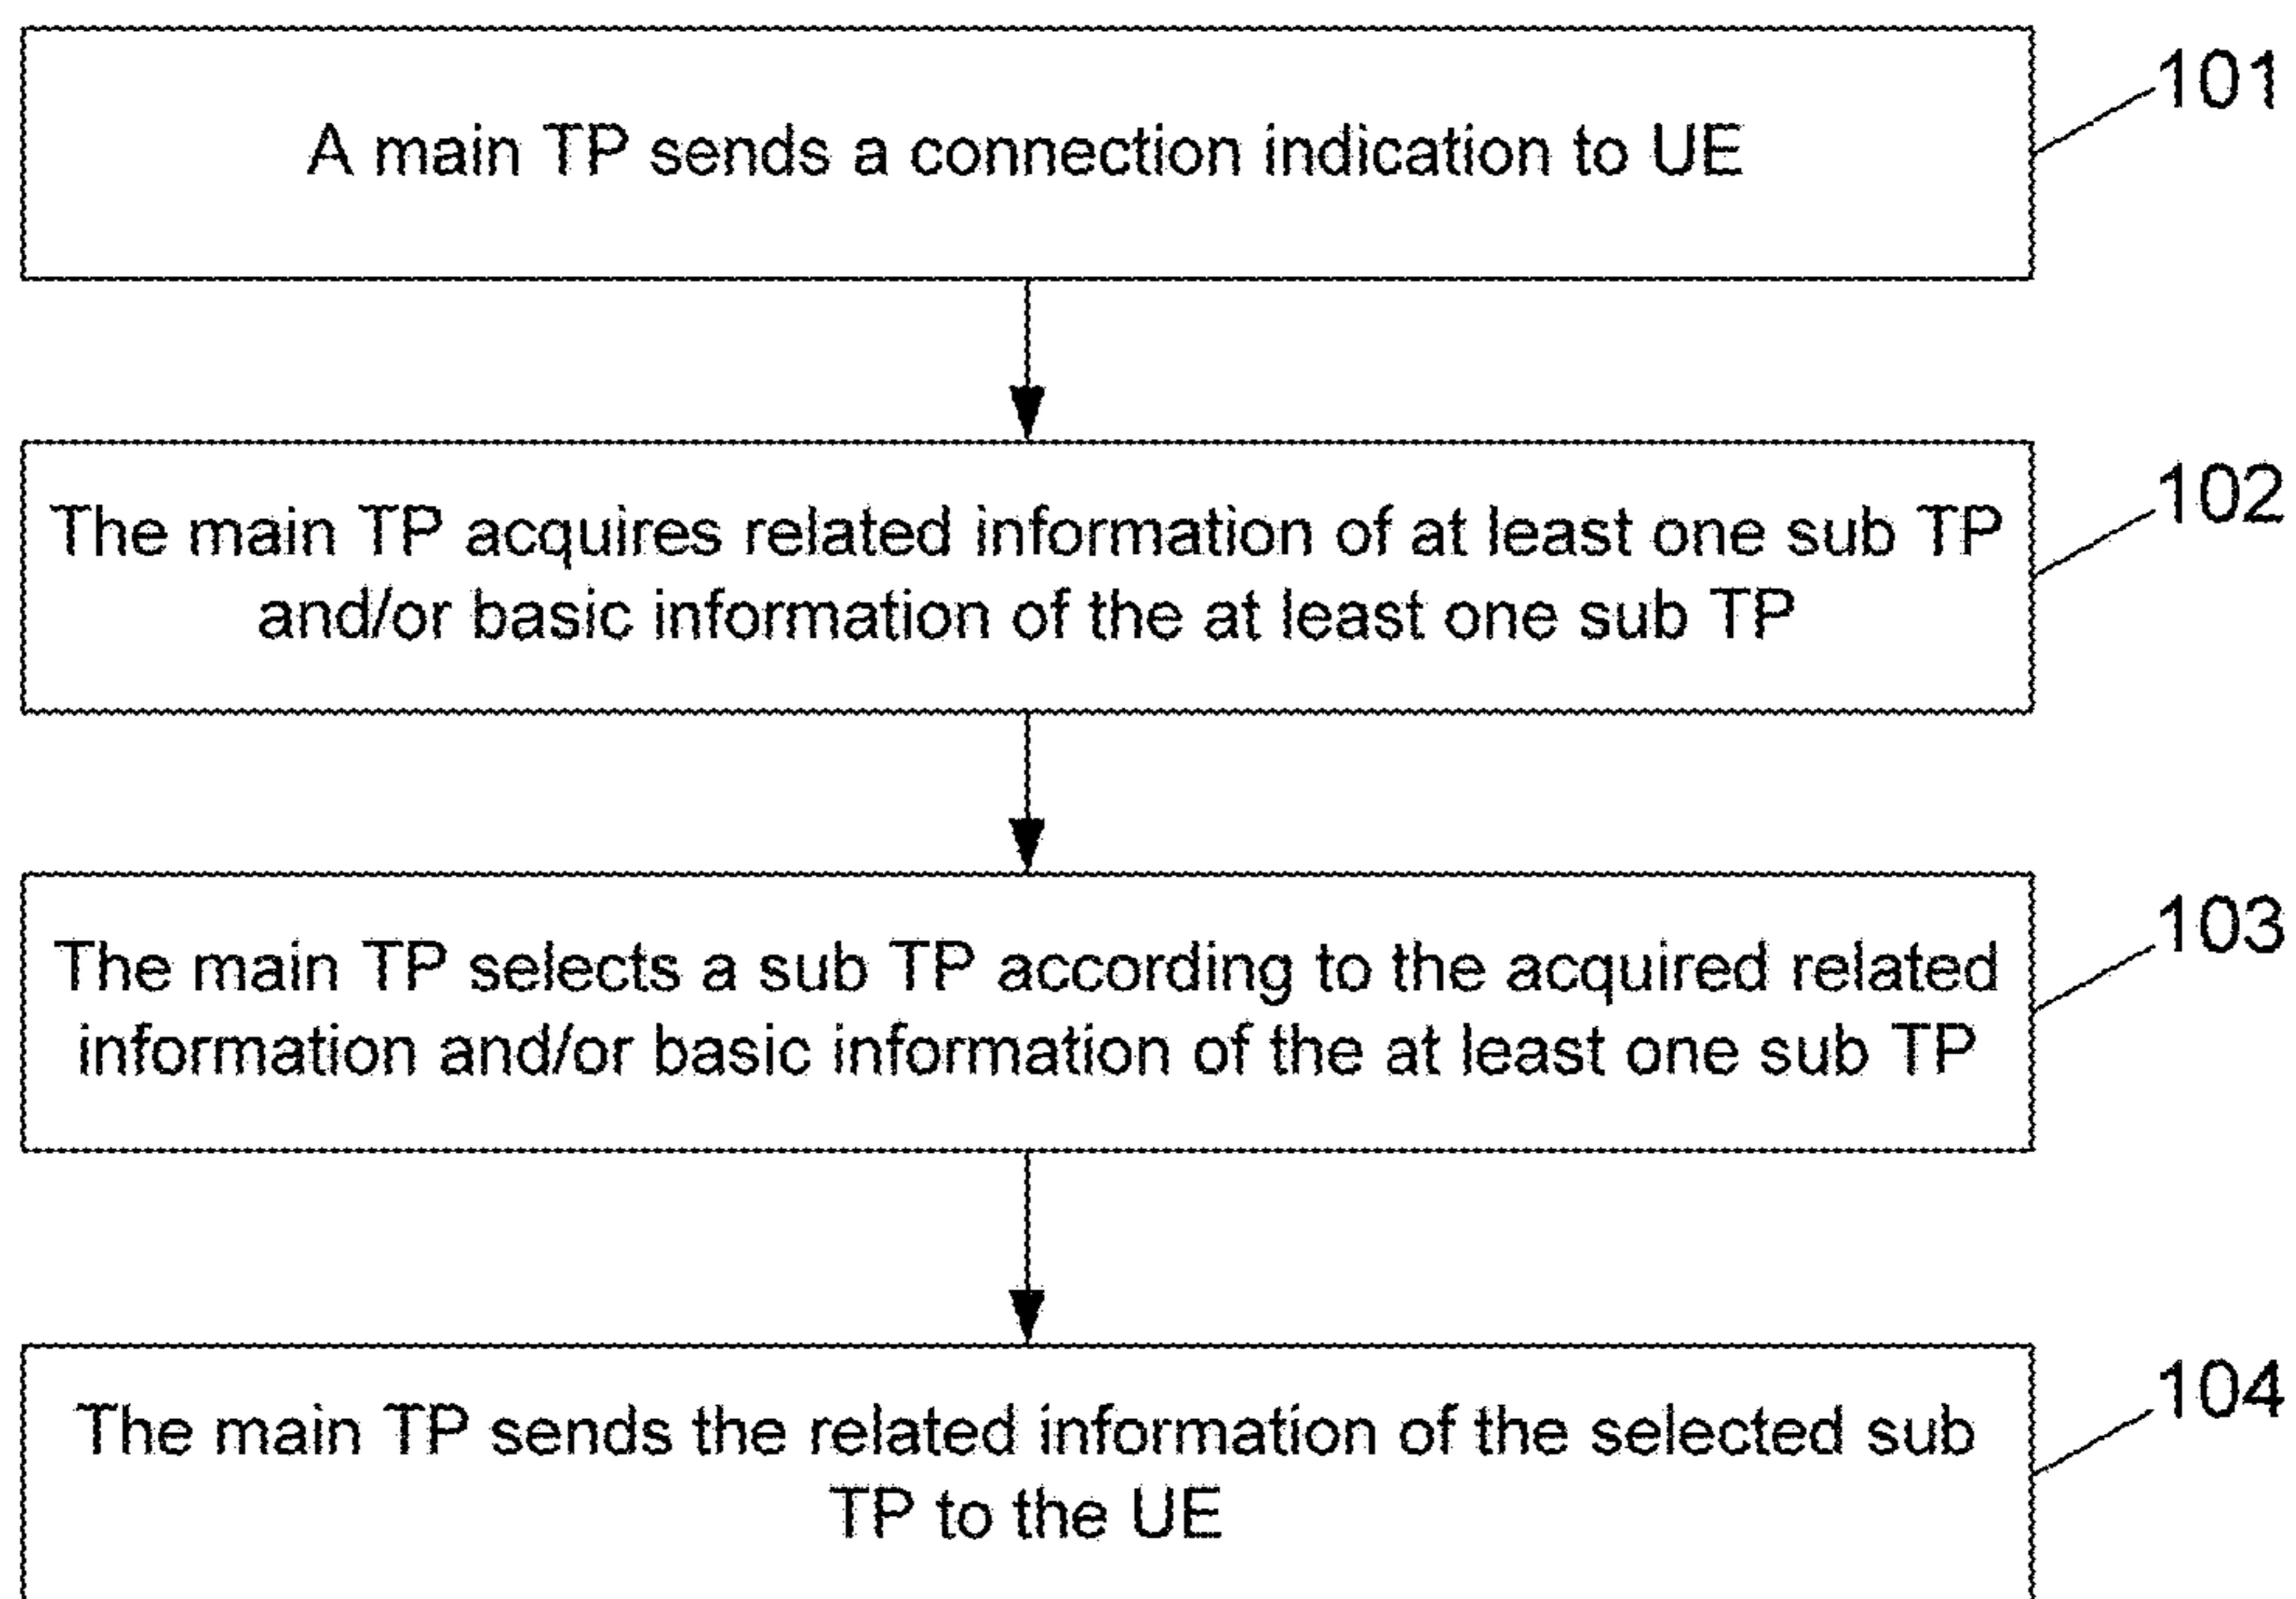 A main TP sends a connection indication to UE
101
The main TP acquires related information of at least one sub TP
and/or basic information of the at least one sub TP
102
The main TP selects a sub TP according to the acquired related
information and/or basic information of the at least one sub TP
103
The main TP sends the related information of the selected sub
TP to the UE
104